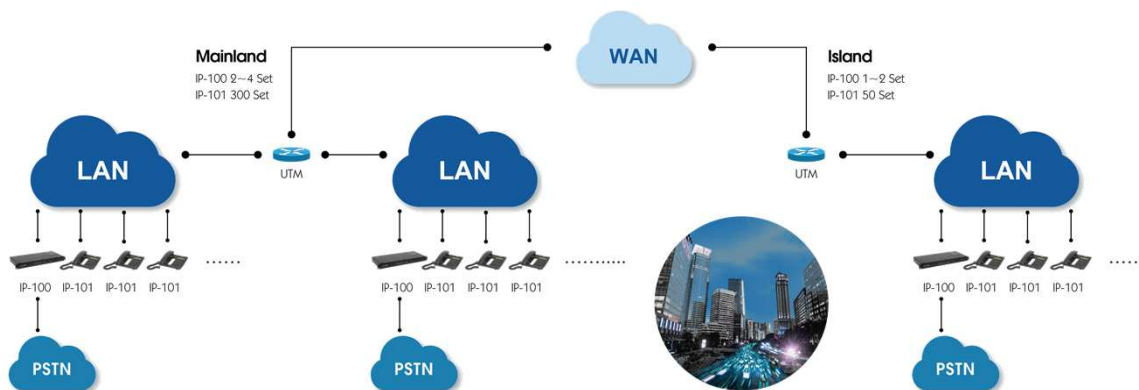 Mainland
IP-100 2~4 Set
IP-101 300 Set
WAN
Island
IP-100 1~2 Set
IP-101 50 Set
LAN
UTM
LAN
UTM
LAN
IP-100 IP-101 IP-101 IP-101
IP-100 IP-101 IP-101 IP-101
IP-100 IP-101 IP-101 IP-101
PSTN
PSTN
PSTN